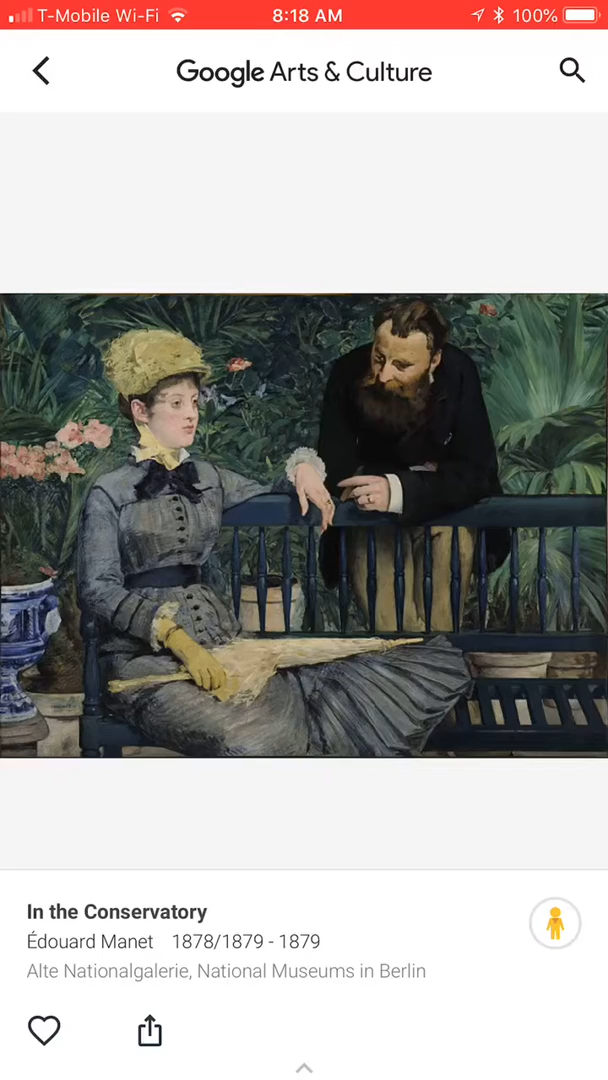 T-Mobile Wi-Fi 8:18 AM 100%
Google Arts & Culture
In the Conservatory
Édouard Manet 1878/1879 - 1879
Alte Nationalgalerie, National Museums in Berlin